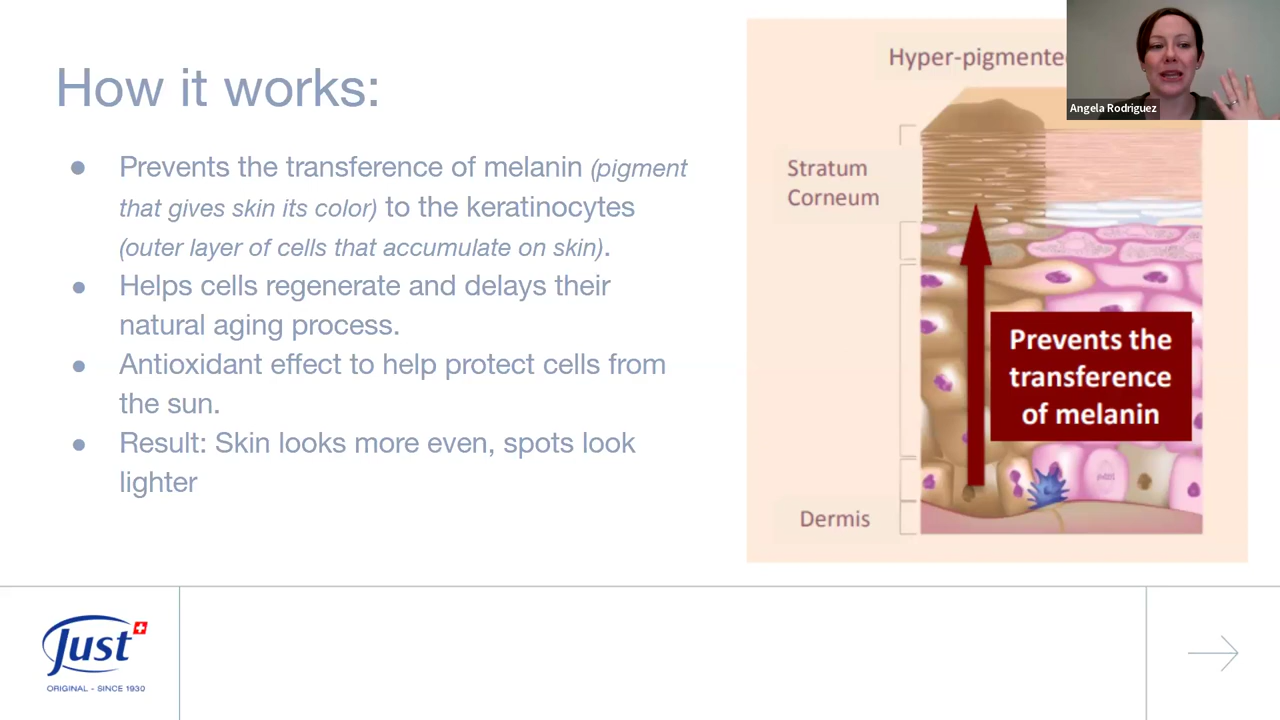 How it works:
● Prevents the transference of melanin (pigment
that gives skin its color) to the keratinocytes
(outer layer of cells that accumulate on skin).
● Helps cells regenerate and delays their
natural aging process.
● Antioxidant effect to help protect cells from
the sun.
● Result: Skin looks more even, spots look
lighter
Hyper-pigmente
Angela Rodriguez
Stratum
Corneum
Prevents the
transference
of melanin
Dermis
Just
ORIGINAL - SINCE 1930